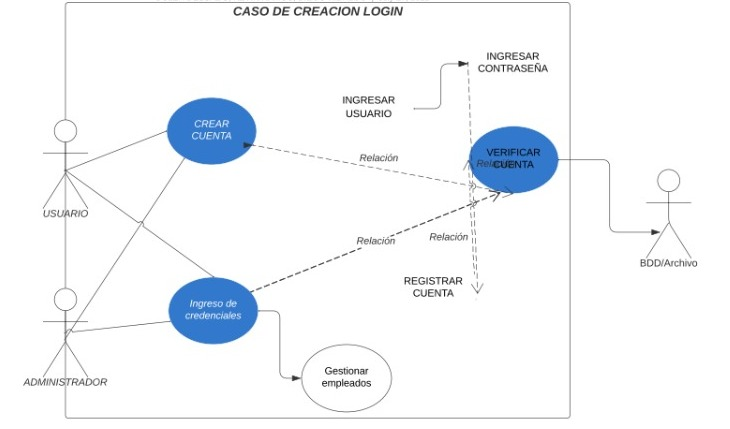 CASO DE CREACION LOGIN
INGRESAR
CONTRASEÑA
INGRESAR
USUARIO
CREAR
CUENTA
Relación
VERIFICAR
CUENTA
USUARIO
Relación
Relación
BDD/Archivo
REGISTRAR
CUENTA
Ingreso de
credenciales
Gestionar
empleados
ADMINISTRADOR